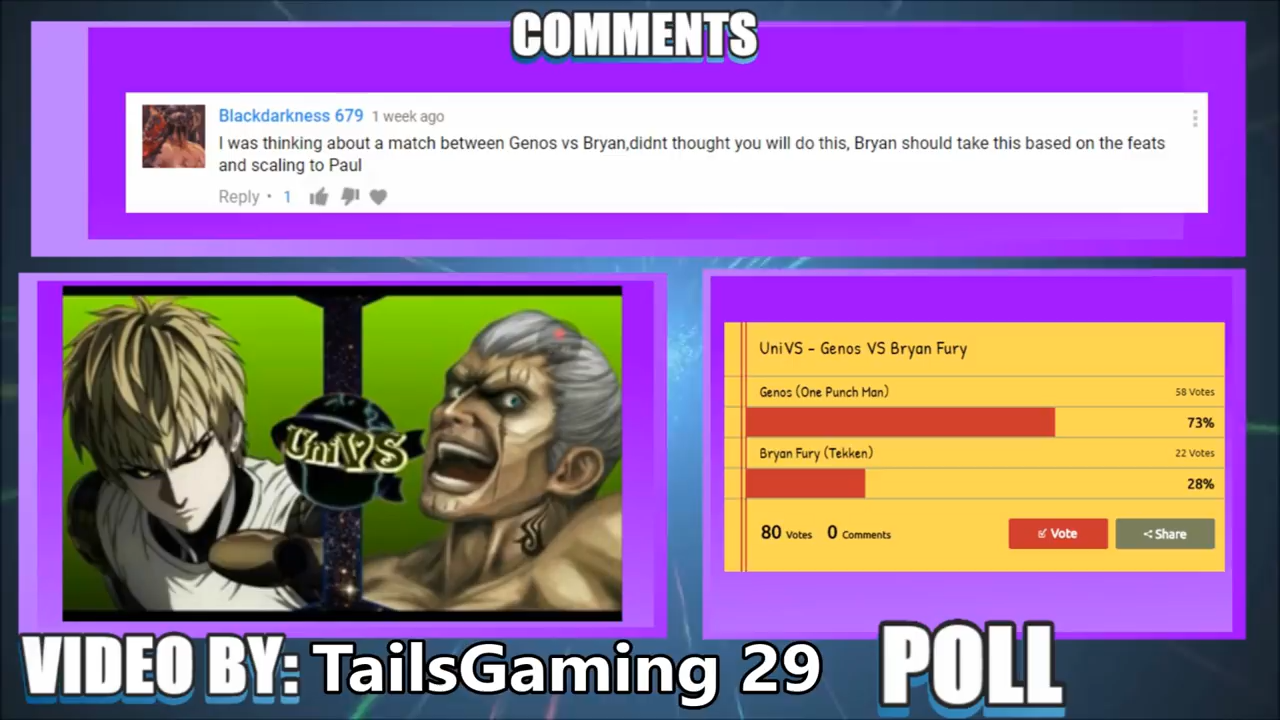 COMMENTS
Blackdarkness 679 1 week ago
I was thinking about a match between Genos vs Bryan,didnt thought you will do this, Bryan should take this based on the feats
and scaling to Paul
Reply • 1
UniVS
UniVS - Genos VS Bryan Fury
Genos (One Punch Man) 58 Votes
73%
Bryan Fury (Tekken) 22 Votes
28%
80 Votes 0 Comments Vote Share
VIDEO BY: TailsGaming 29
POLL